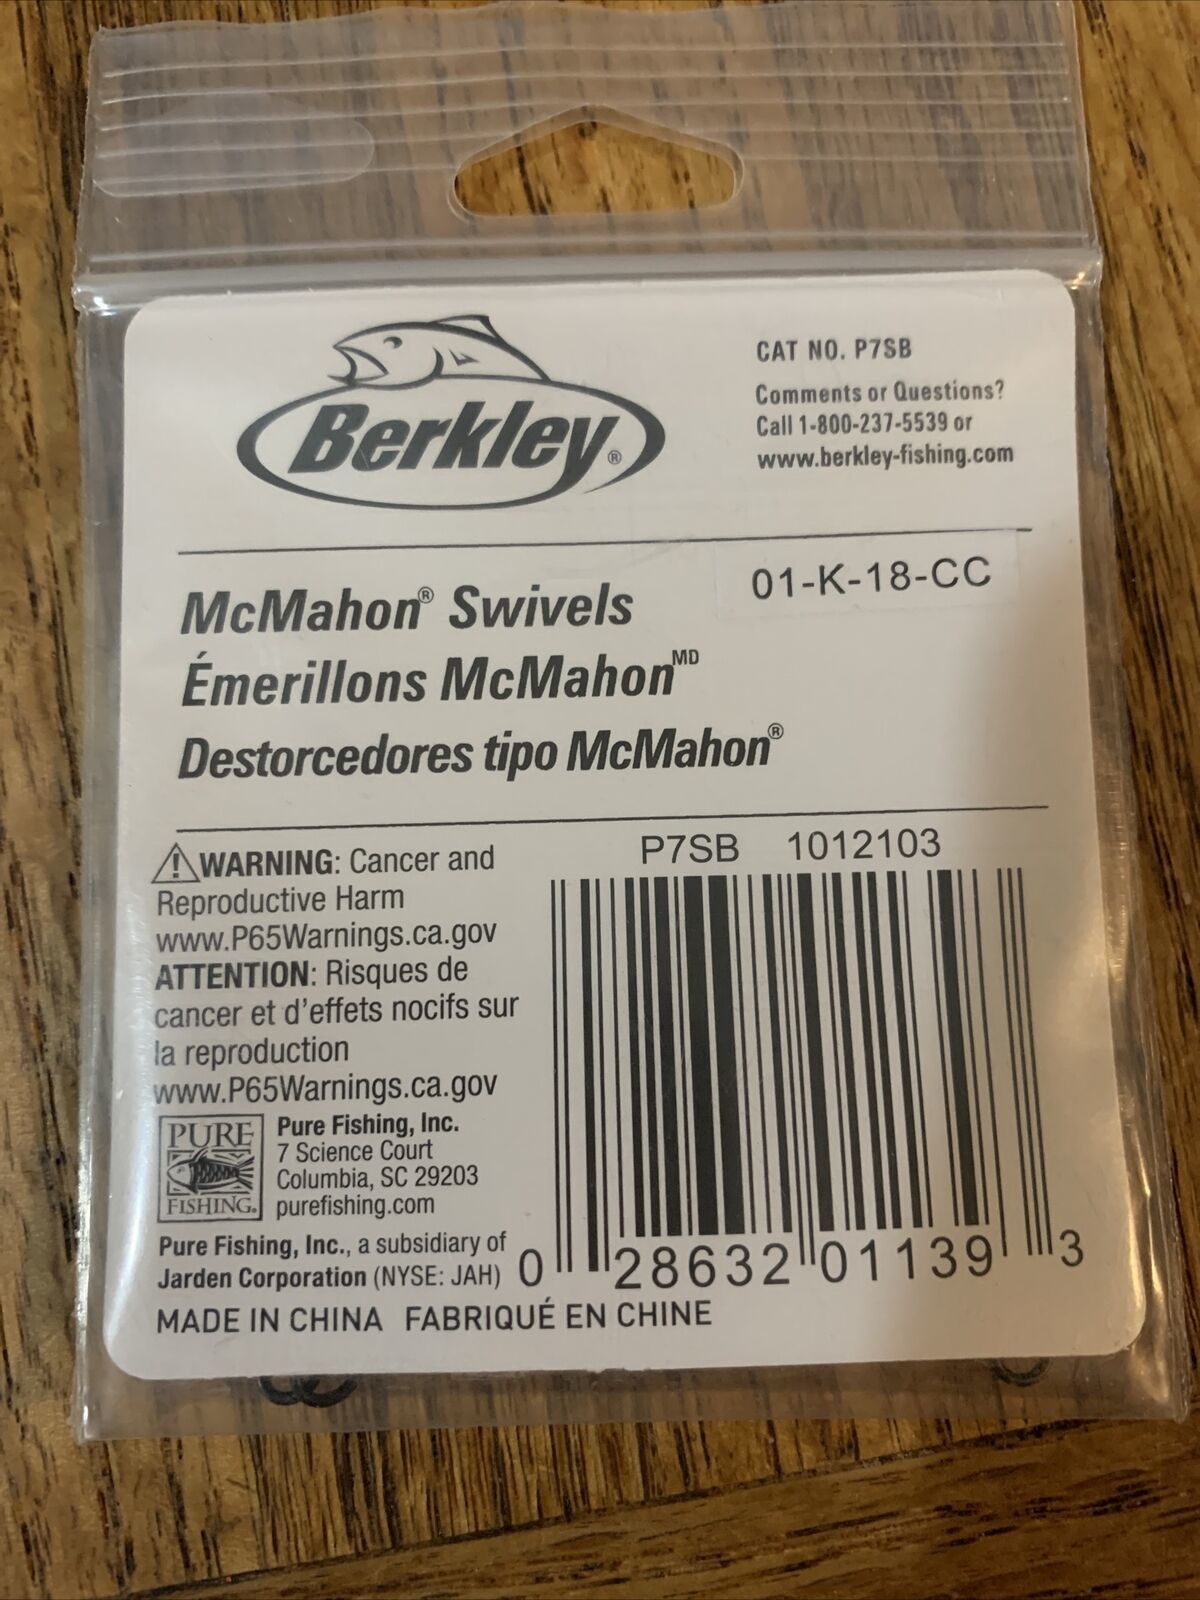 Berkley®
CAT NO. P7SB
Comments or Questions?
Call 1-800-237-5539 or
www.berkley-fishing.com
01-K-18-CC
McMahon® Swivels
Émerillons McMahonMD
Destorcedores tipo McMahon®
⚠WARNING: Cancer and
Reproductive Harm
www.P65Warnings.ca.gov
ATTENTION: Risques de
cancer et d'effets nocifs sur
la reproduction
www.P65Warnings.ca.gov
PURE
FISHING.
Pure Fishing, Inc.
7 Science Court
Columbia, SC 29203
purefishing.com
Pure Fishing, Inc., a subsidiary of
Jarden Corporation (NYSE: JAH)
MADE IN CHINA FABRIQUÉ EN CHINE
P7SB 1012103
0 28632 01139 3